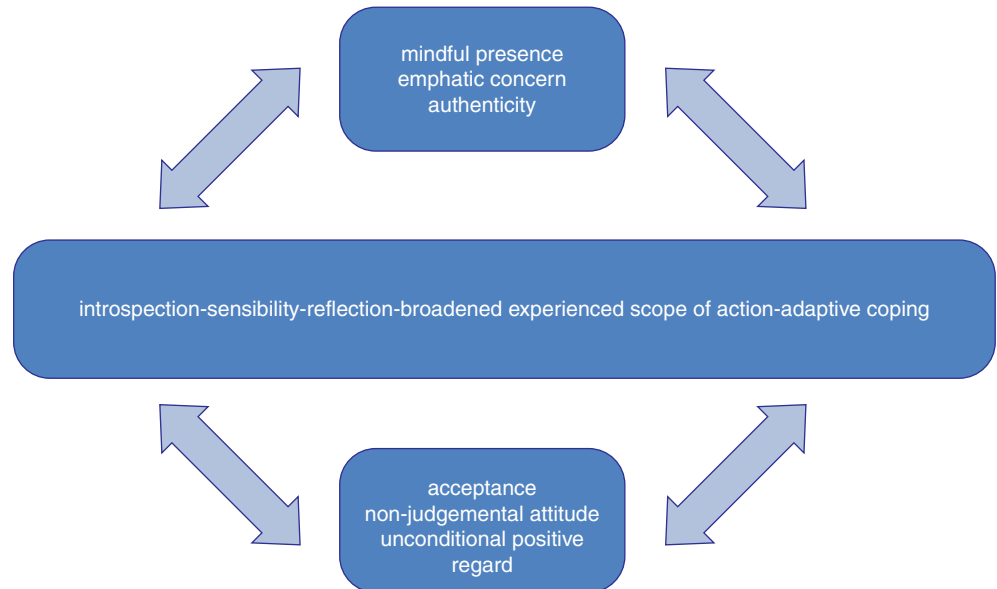 mindful presence
emphatic concern
authenticity
introspection-sensibility-reflection-broadened experienced scope of action-adaptive coping
acceptance
non-judgemental attitude
unconditional positive
regard